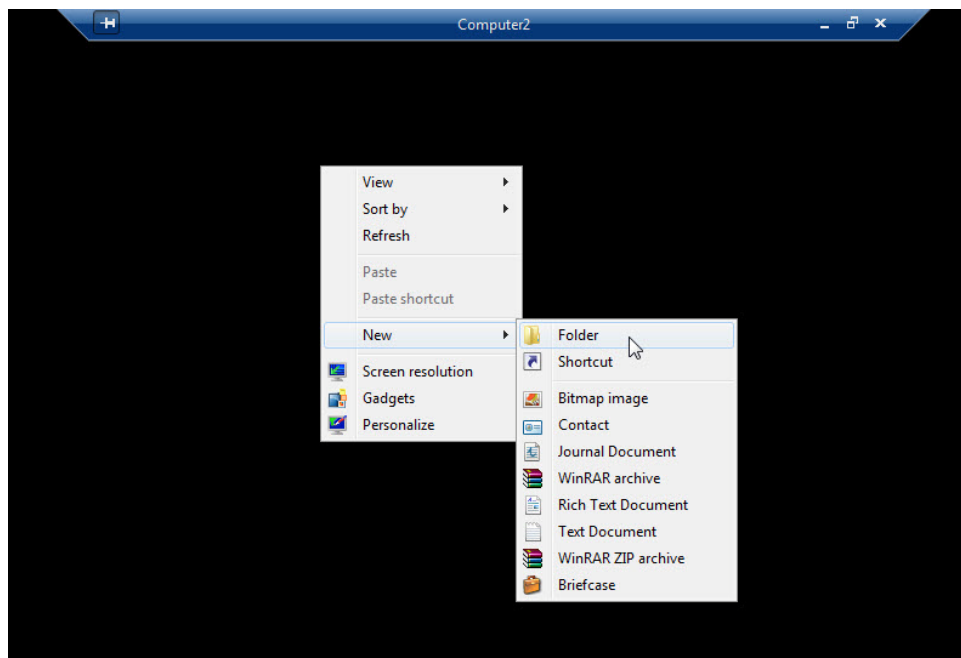 Computer2
View
Sort by
Refresh
Paste
Paste shortcut
New
Screen resolution
Gadgets
Personalize
Folder
Shortcut
Bitmap image
Contact
Journal Document
WinRAR archive
Rich Text Document
Text Document
WinRAR ZIP archive
Briefcase